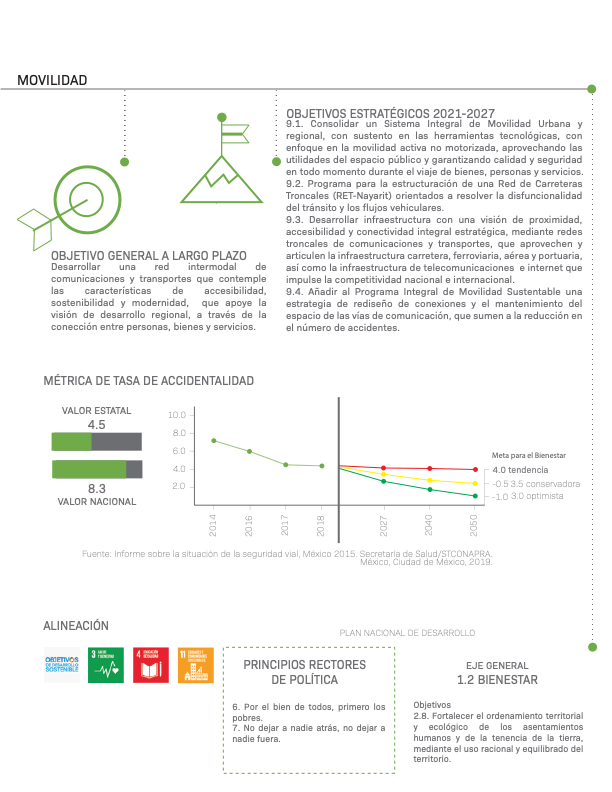 MOVILIDAD
OBJETIVO GENERAL A LARGO PLAZO
Desarrollar una red intermodal de
comunicaciones y transportes que contemple
las características de accesibilidad,
sostenibilidad y modernidad, que apoye la
visión de desarrollo regional, a través de la
conección entre personas, bienes y servicios.
OBJETIVOS ESTRATÉGICOS 2021-2027
9.1. Consolidar un Sistema Integral de Movilidad Urbana y
regional, con sustento en las herramientas tecnológicas, con
enfoque en la movilidad activa no motorizada, aprovechando las
utilidades del espacio público y garantizando calidad y seguridad
en todo momento durante el viaje de bienes, personas y servicios.
9.2. Programa para la estructuración de una Red de Carreteras
Troncales (RET-Nayarit) orientados a resolver la disfuncionalidad
del tránsito y los flujos vehiculares.
9.3. Desarrollar infraestructura con una visión de proximidad,
accesibilidad y conectividad integral estratégica, mediante redes
troncales de comunicaciones y transportes, que aprovechen y
articulen la infraestructura carretera, ferroviaria, aérea y portuaria,
así como la infraestructura de telecomunicaciones e internet que
impulse la competitividad nacional e internacional.
9.4. Añadir al Programa Integral de Movilidad Sustentable una
estrategia de rediseño de conexiones y el mantenimiento del
espacio de las vías de comunicación, que sumen a la reducción en
el número de accidentes.
MÉTRICA DE TASA DE ACCIDENTALIDAD
VALOR ESTATAL
4.5
8.3
VALOR NACIONAL
10.0
8.0
6.0
4.0
2.0
2014
2016
2017
2018
2027
2040
2050
Meta para el Bienestar
4.0 tendencia
-0.5 3.5 conservadora
-1.0 3.0 optimista
Fuente: Informe sobre la situación de la seguridad vial, México 2015. Secretaría de Salud/STCONAPRA.
México, Ciudad de México, 2019.
ALINEACIÓN
OBJETIVOS
DE DESARROLLO
SOSTENIBLE
3 SALUD
Y BIENESTAR
4 EDUCACIÓN
DE CALIDAD
11 CIUDADES Y
COMUNIDADES
SOSTENIBLES
PLAN NACIONAL DE DESARROLLO
PRINCIPIOS RECTORES
DE POLÍTICA
6. Por el bien de todos, primero los
pobres.
7. No dejar a nadie atrás, no dejar a
nadie fuera.
EJE GENERAL
1.2 BIENESTAR
Objetivos
2.8. Fortalecer el ordenamiento territorial
y ecológico de los asentamientos
humanos y de la tenencia de la tierra,
mediante el uso racional y equilibrado del
territorio.